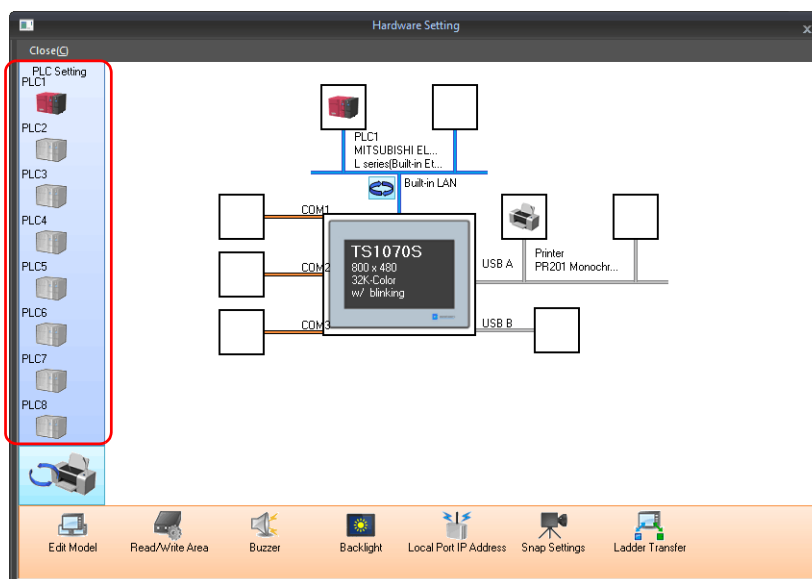 Hardware Setting
x
Close(C)
PLC Setting
PLC1
PLC2
PLC3
PLC4
PLC5
PLC6
PLC7
PLC8
PLC1
MITSUBISHI EL...
L series(Built-in Et...
Built-in LAN
COM1
COM2
COM3
TS1070S
800 x 480
32K-Color
w/ blinking
USB A
Printer
PR201 Monochr...
USB B
Edit Model
Read/Write Area
Buzzer
Backlight
Local Port IP Address
Snap Settings
Ladder Transfer